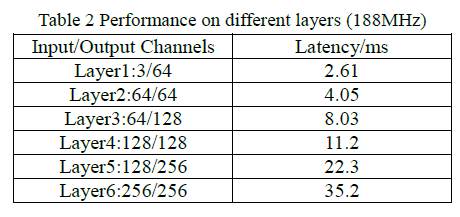 Table 2 Performance on different layers (188MHz)
Input/Output Channels Latency/ms
Layer1:3/64 2.61
Layer2:64/64 4.05
Layer3:64/128 8.03
Layer4:128/128 11.2
Layer5:128/256 22.3
Layer6:256/256 35.2